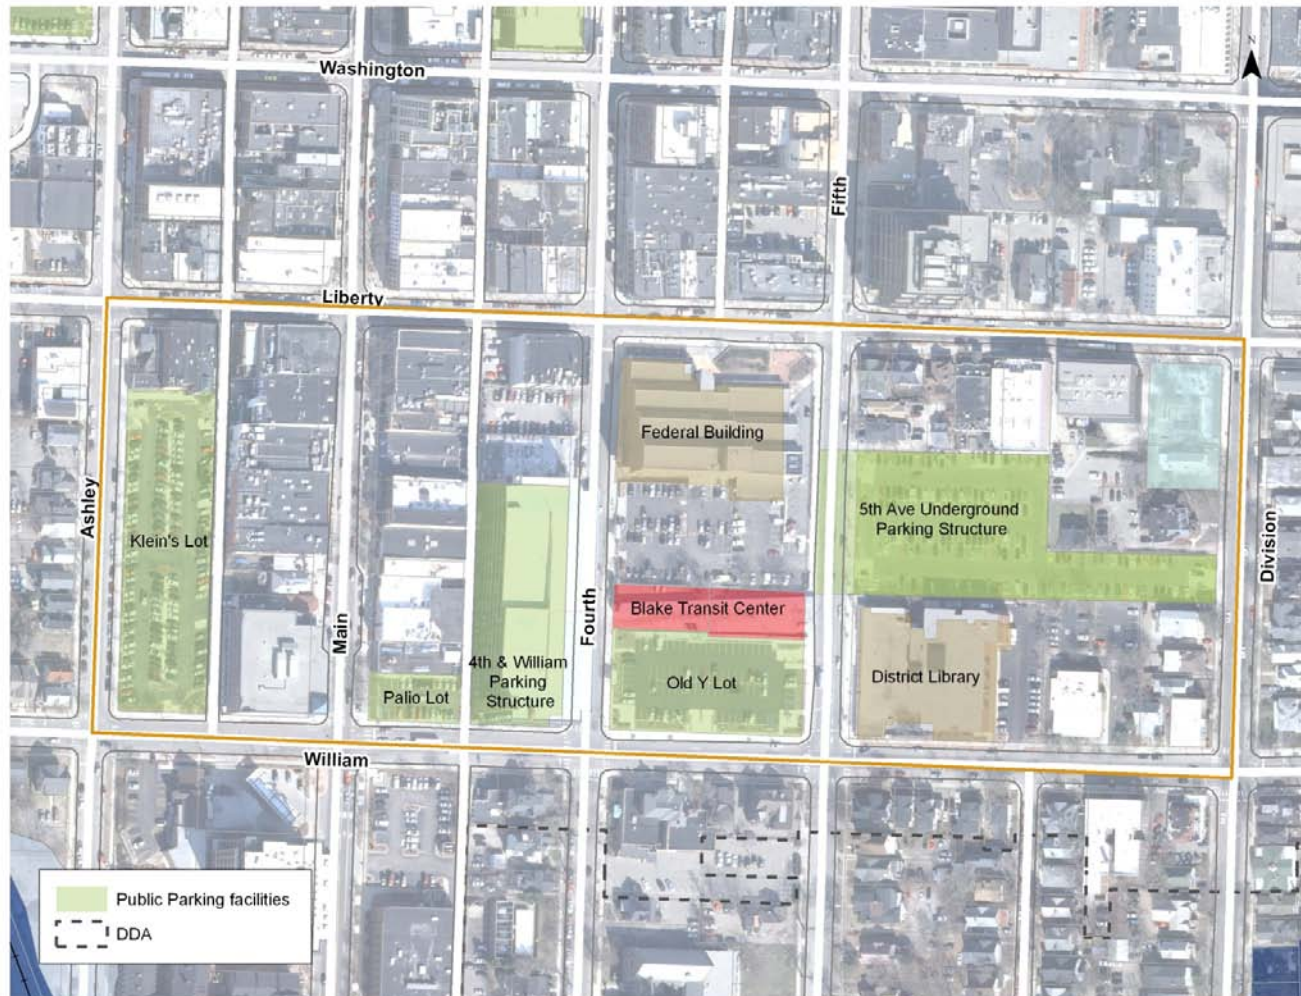 N
Washington
Fifth
Liberty
Federal Building
5th Ave Underground
Parking Structure
Ashley
Klein's Lot
Division
Blake Transit Center
Fourth
Main
4th & William
Parking
Structure
Palio Lot
Old Y Lot
District Library
William
Public Parking facilities
DDA